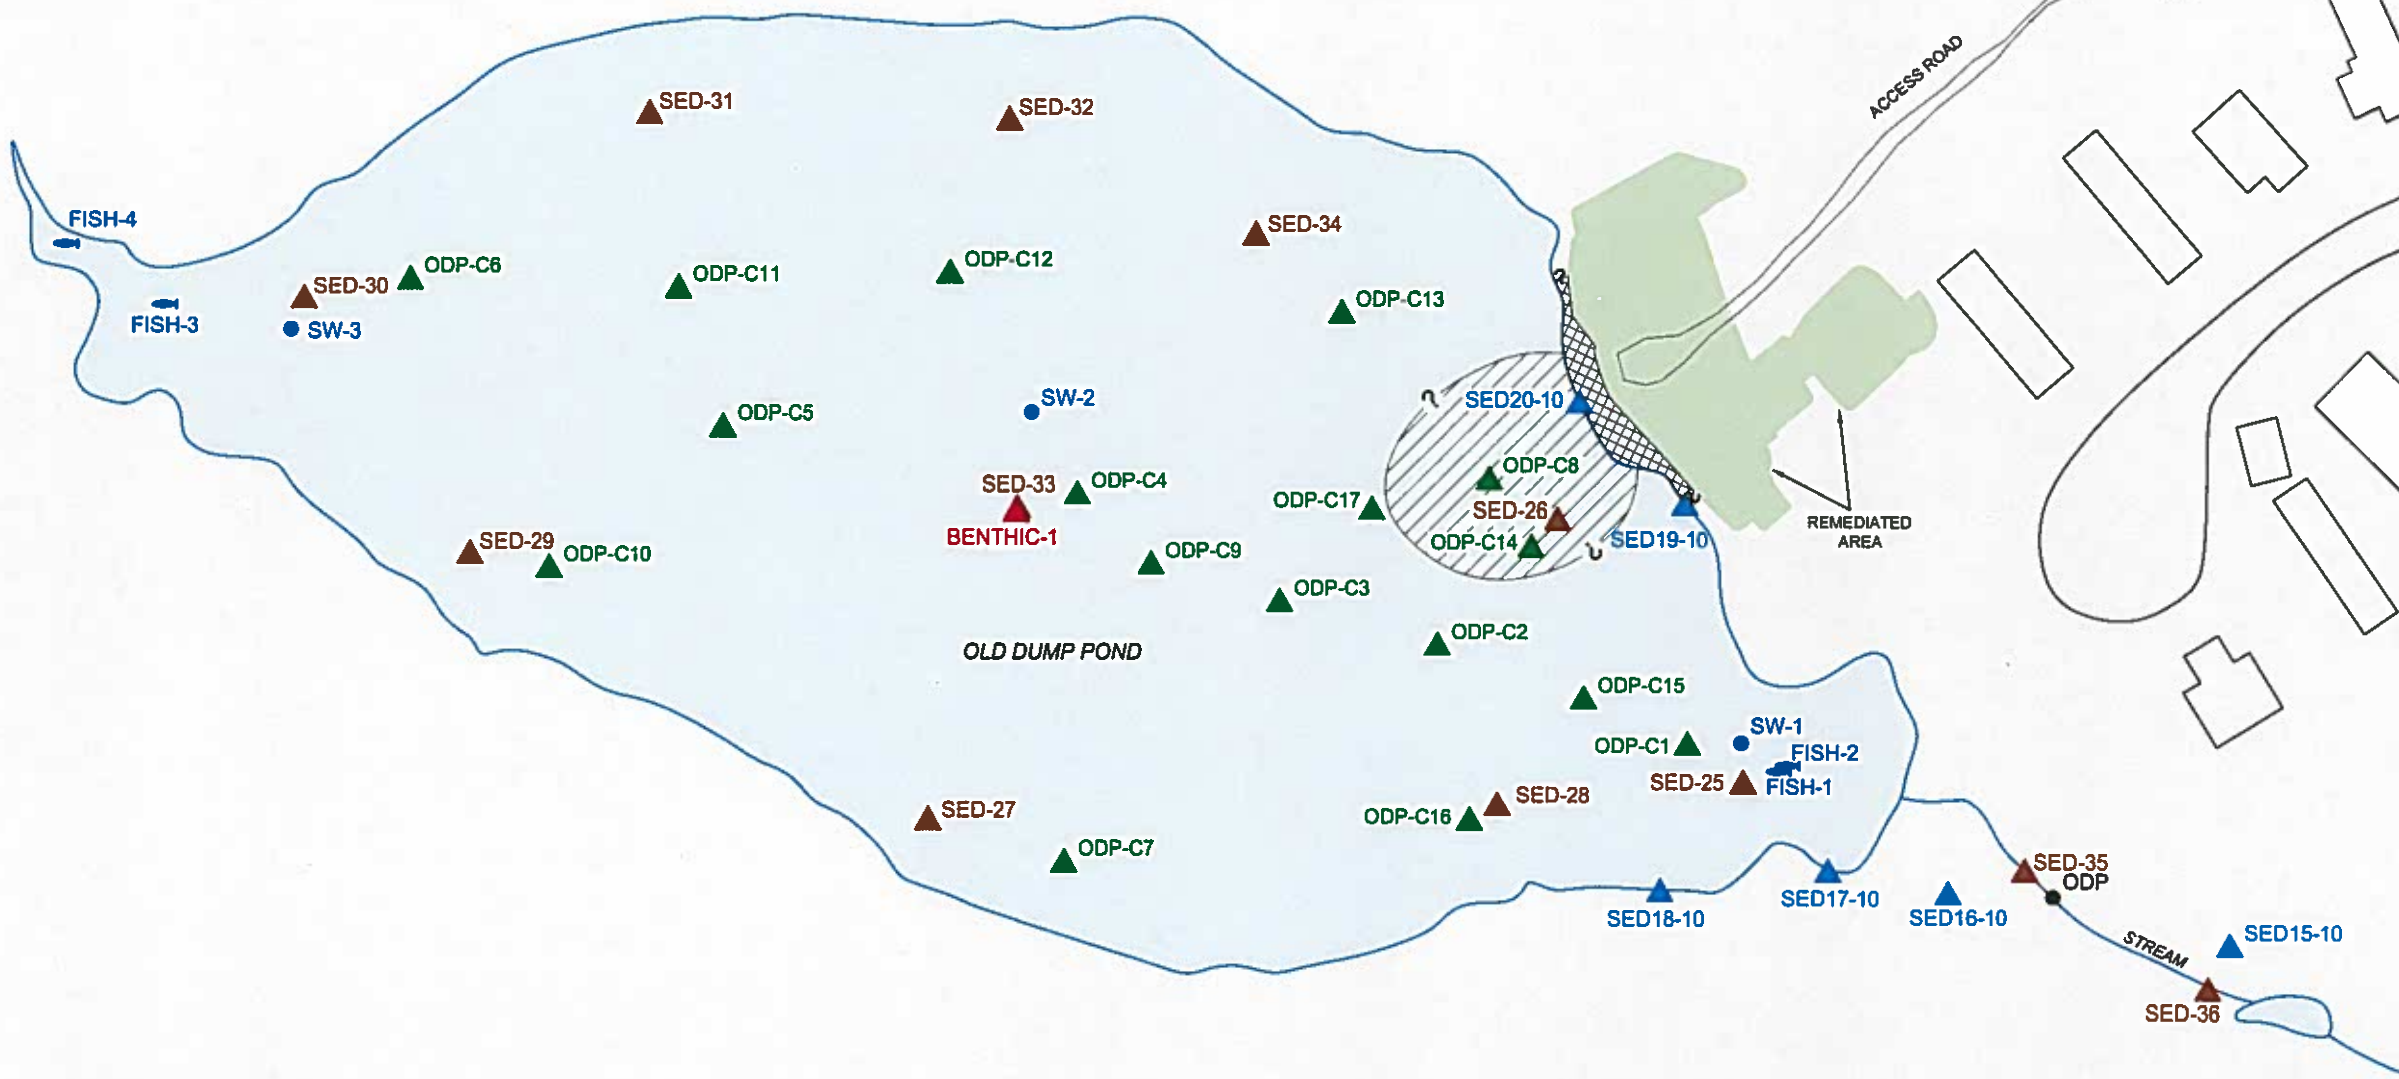 ACCESS ROAD
SED-31
SED-32
FISH-4
SED-34
ODP-C6
ODP-C12
ODP-C11
SED-30
ODP-C13
FISH-3
SW-3
SW-2
SED20-10
ODP-C5
ODP-C8
SED-33
ODP-C4
ODP-C17
SED-26
REMEDIATED
AREA
BENTHIC-1
SED-29
ODP-C10
ODP-C9
ODP-C14
SED19-10
ODP-C3
ODP-C2
OLD DUMP POND
ODP-C15
SW-1
ODP-C1
FISH-2
SED-25
FISH-1
SED-28
SED-27
ODP-C16
ODP-C7
SED-35
ODP
SED17-10
SED18-10
SED16-10
SED15-10
STREAM
SED-36